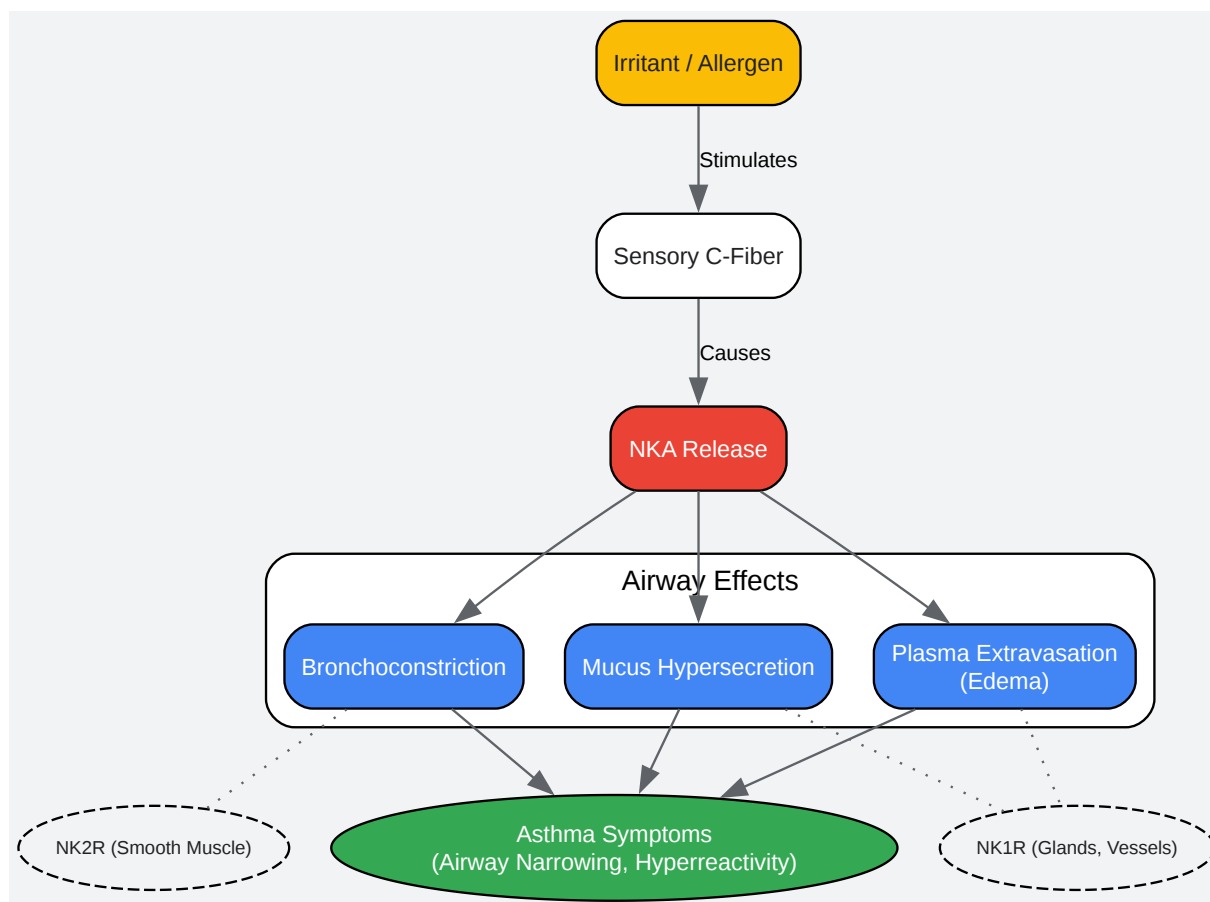 Irritant / Allergen
Stimulates
Sensory C-Fiber
Causes
NKA Release
Airway Effects
Bronchoconstriction
Mucus Hypersecretion
Plasma Extravasation
(Edema)
NK2R (Smooth Muscle)
Asthma Symptoms
(Airway Narrowing, Hyperreactivity)
NK1R (Glands, Vessels)